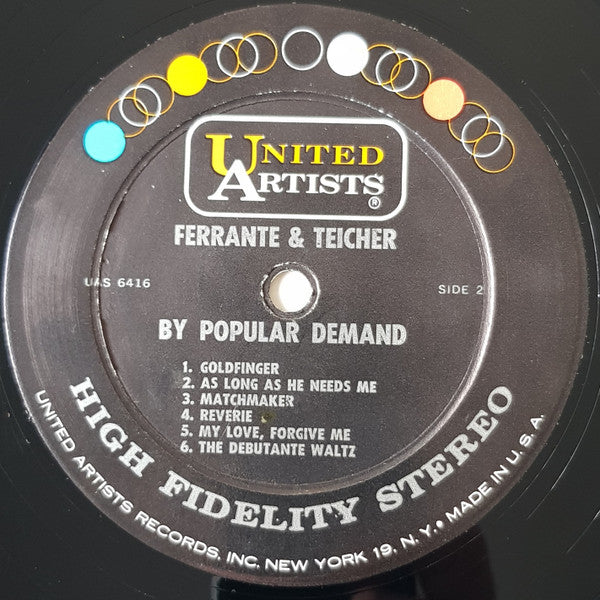 UNITED
ARTISTS ®
FERRANTE & TEICHER
UAS 6416
SIDE 2
BY POPULAR DEMAND
1. GOLDFINGER
2. AS LONG AS HE NEEDS ME
3. MATCHMAKER
4. REVERIE
5. MY LOVE, FORGIVE ME
6. THE DEBUTANTE WALTZ
HIGH FIDELITY STEREO
UNITED ARTISTS RECORDS, INC. NEW YORK 19, N.Y. • MADE IN U.S.A.